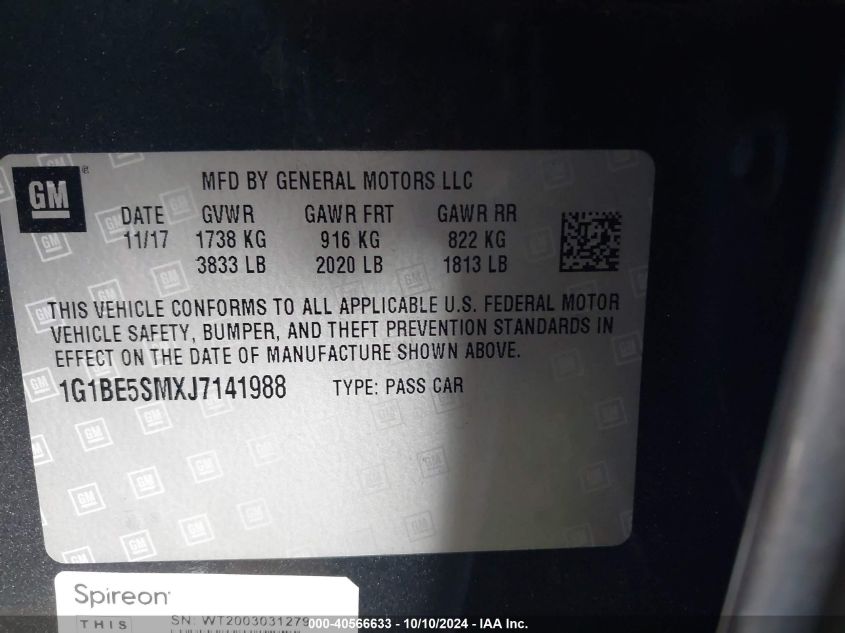 GM ®
MFD BY GENERAL MOTORS LLC
DATE GVWR GAWR FRT GAWR RR
11/17 1738 KG 916 KG 822 KG
3833 LB 2020 LB 1813 LB
THIS VEHICLE CONFORMS TO ALL APPLICABLE U.S. FEDERAL MOTOR
VEHICLE SAFETY, BUMPER, AND THEFT PREVENTION STANDARDS IN
EFFECT ON THE DATE OF MANUFACTURE SHOWN ABOVE.
1G1BE5SMXJ7141988 TYPE: PASS CAR
Spireon
THIS SN: WT2003031279
000-40566633 - 10/10/2024 - IAA Inc.